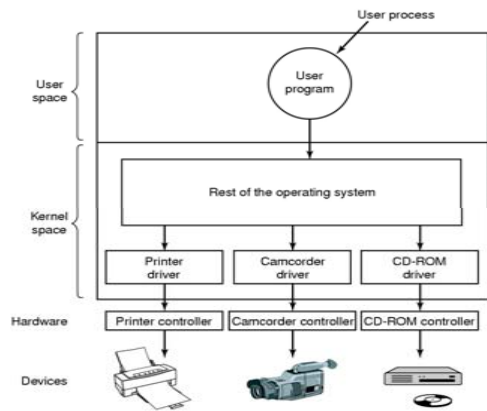 User process
User
space
User
program
Rest of the operating system
Kernel
space
Printer
driver
Camcorder
driver
CD-ROM
driver
Hardware
Printer controller
Camcorder controller
CD-ROM controller
Devices